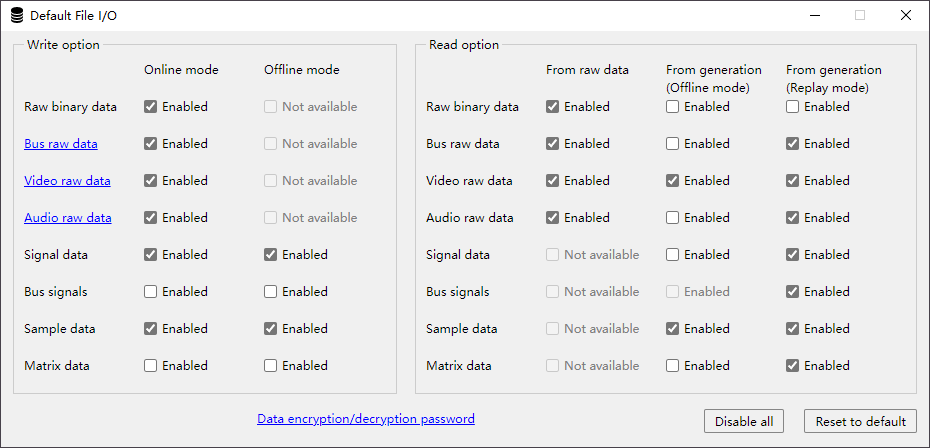 Default File I/O
Write option
Online mode Offline mode
Raw binary data Enabled Not available
Bus raw data Enabled Not available
Video raw data Enabled Not available
Audio raw data Enabled Not available
Signal data Enabled Enabled
Bus signals Enabled Enabled
Sample data Enabled Enabled
Matrix data Enabled Enabled
Read option
From raw data From generation From generation
(Offline mode) (Replay mode)
Raw binary data Enabled Enabled Enabled
Bus raw data Enabled Enabled Enabled
Video raw data Enabled Enabled Enabled
Audio raw data Enabled Enabled Enabled
Signal data Not available Enabled Enabled
Bus signals Not available Enabled Enabled
Sample data Not available Enabled Enabled
Matrix data Not available Enabled Enabled
Data encryption/decryption password
Disable all Reset to default